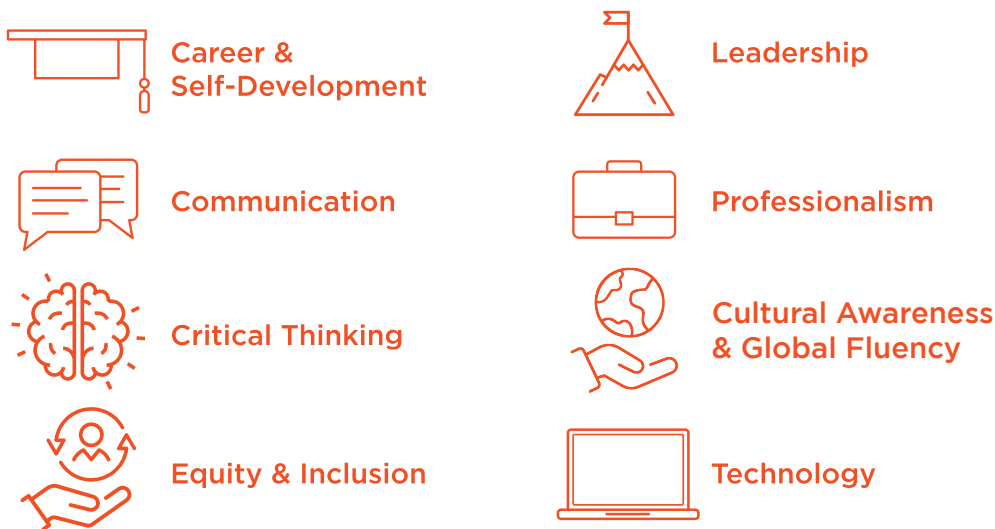 Career &
Self-Development
Leadership
Communication
Professionalism
Critical Thinking
Cultural Awareness
& Global Fluency
Equity & Inclusion
Technology